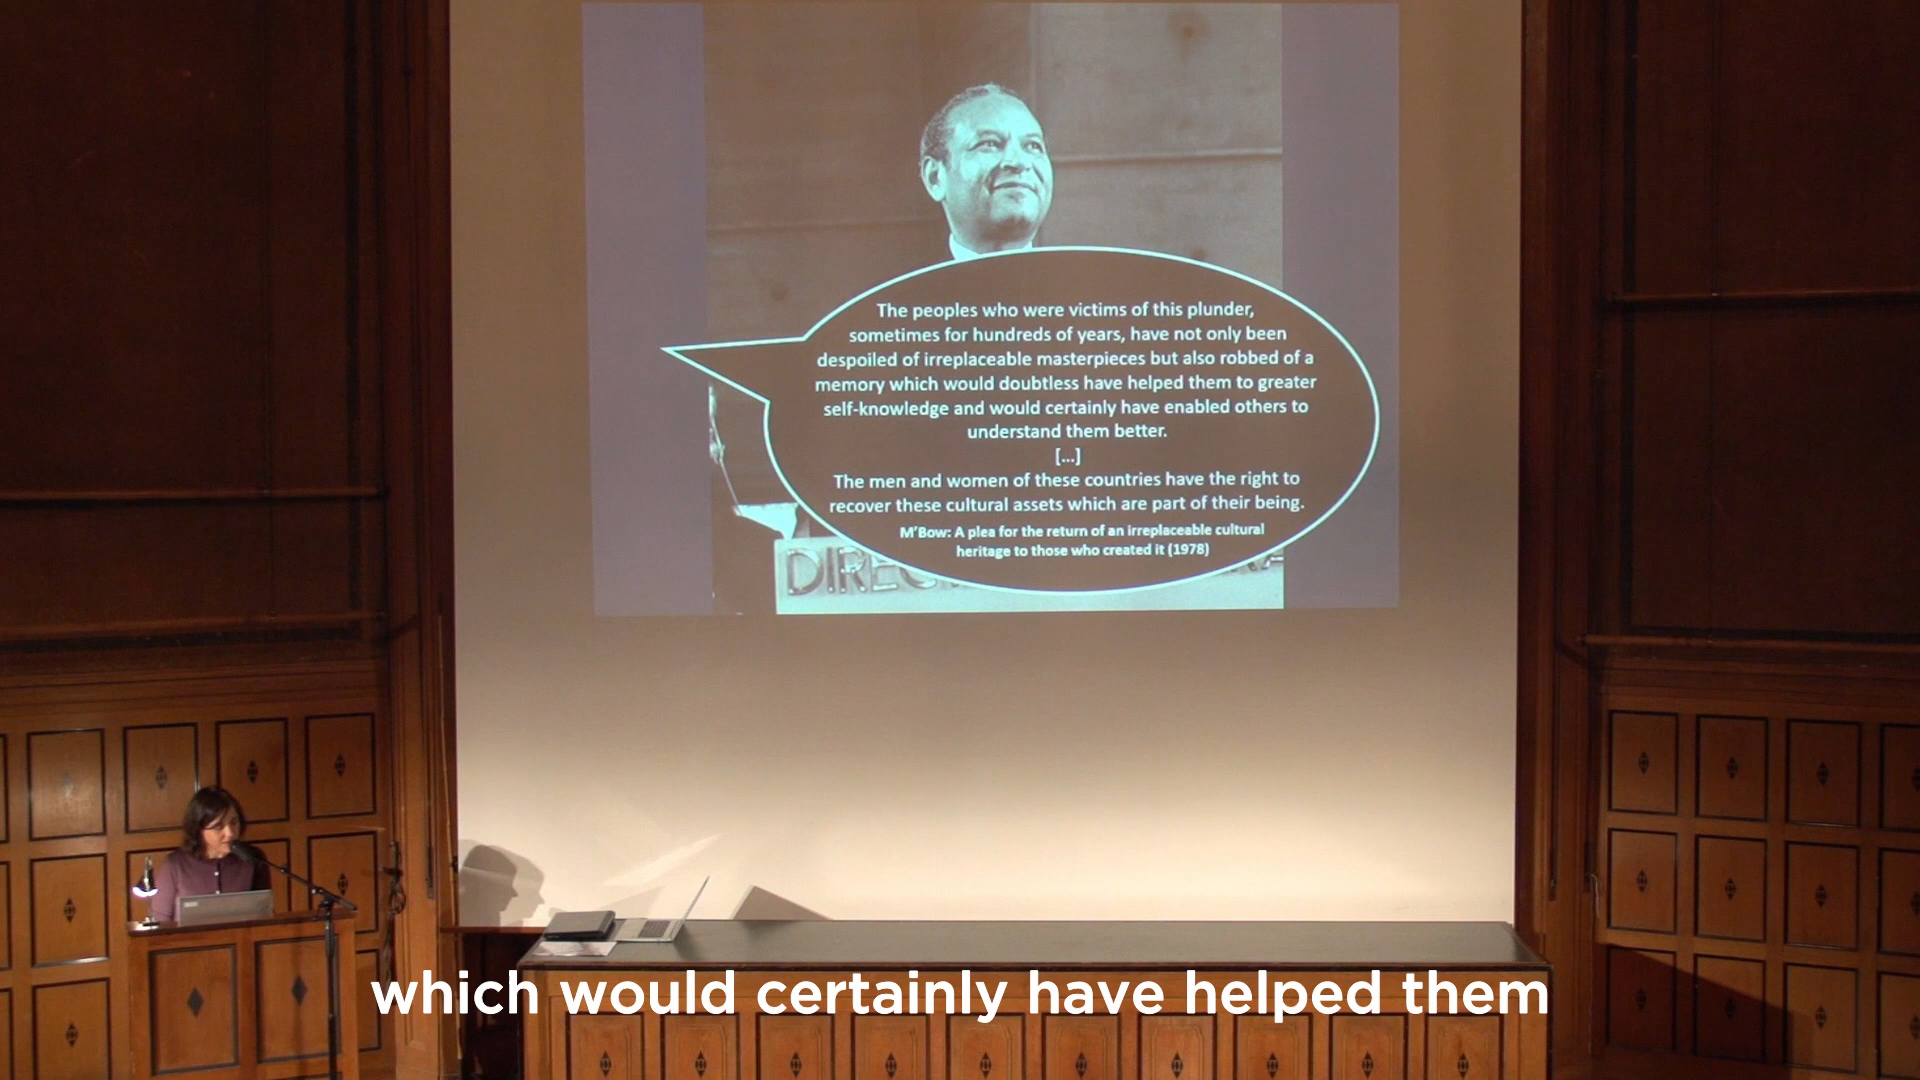 The peoples who were victims of this plunder,
sometimes for hundreds of years, have not only been
despoiled of irreplaceable masterpieces but also robbed of a
memory which would doubtless have helped them to greater
self-knowledge and would certainly have enabled others to
understand them better.
[...]
The men and women of these countries have the right to
recover these cultural assets which are part of their being.
M'Bow: A plea for the return of an irreplaceable cultural
heritage to those who created it (1978)
which would certainly have helped them